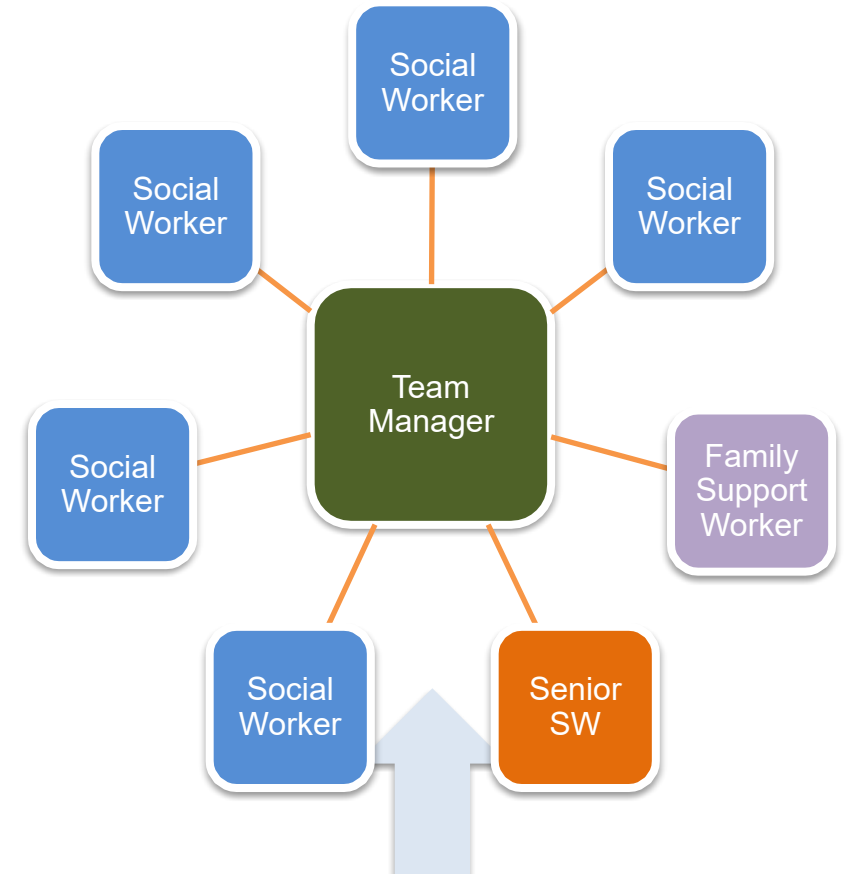 Social
Worker
Social
Worker
Social
Worker
Team
Manager
Social
Worker
Family
Support
Worker
Social
Worker
Senior
SW